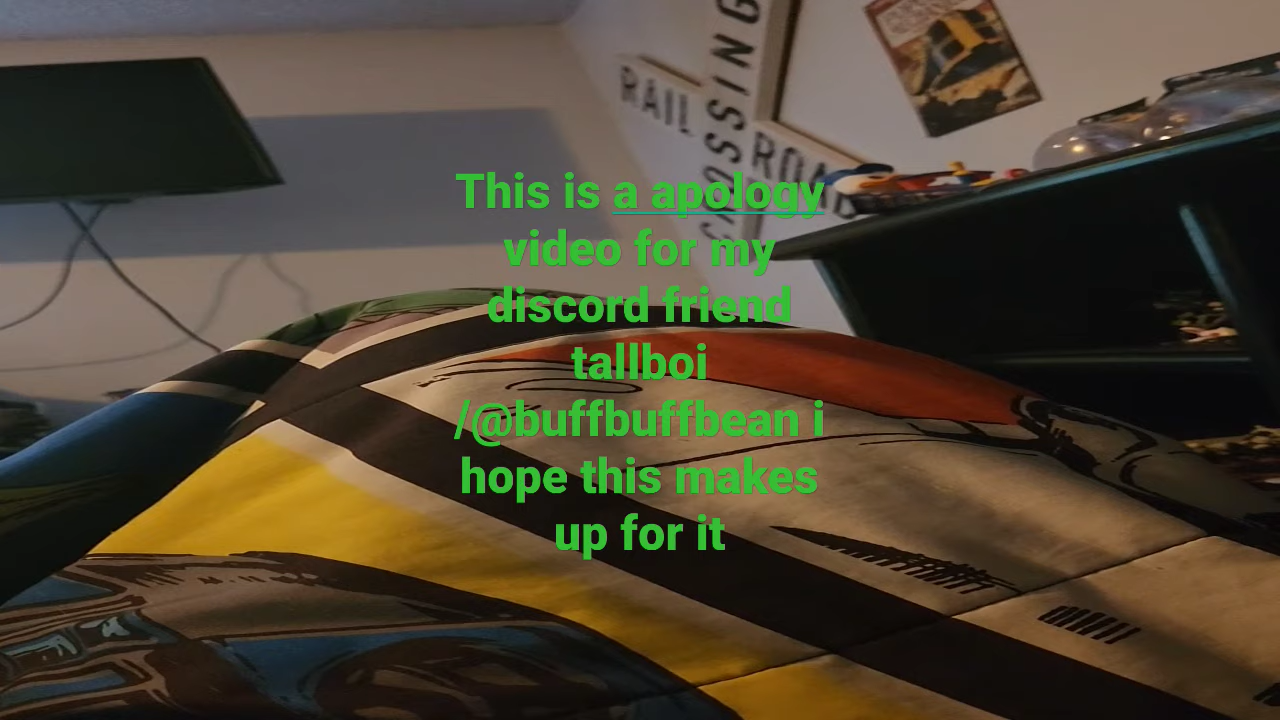 RAIL
CROSSING
ROAD
This is a apology
video for my
discord friend
tallboi
/@buffbuffbean i
hope this makes
up for it